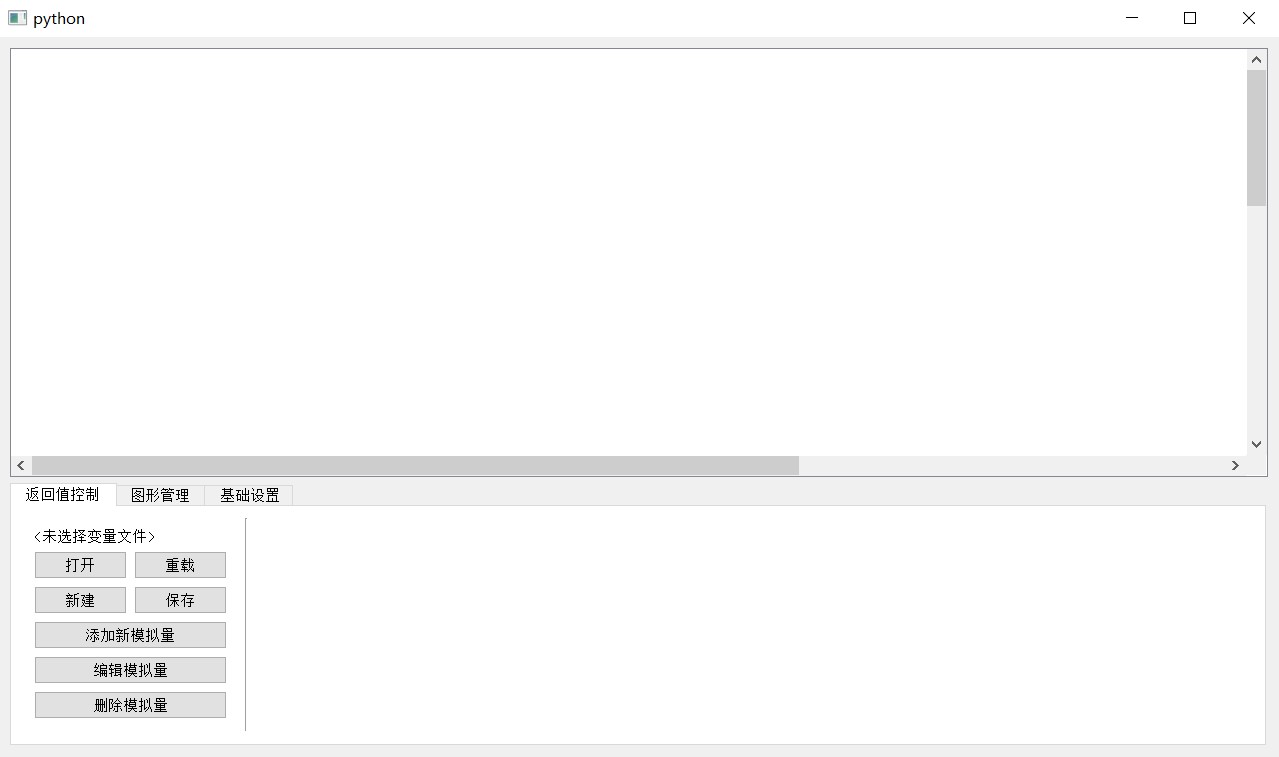 python
返回值控制 图形管理 基础设置
<未选择变量文件>
打开 重载
新建 保存
添加新模拟量
编辑模拟量
删除模拟量